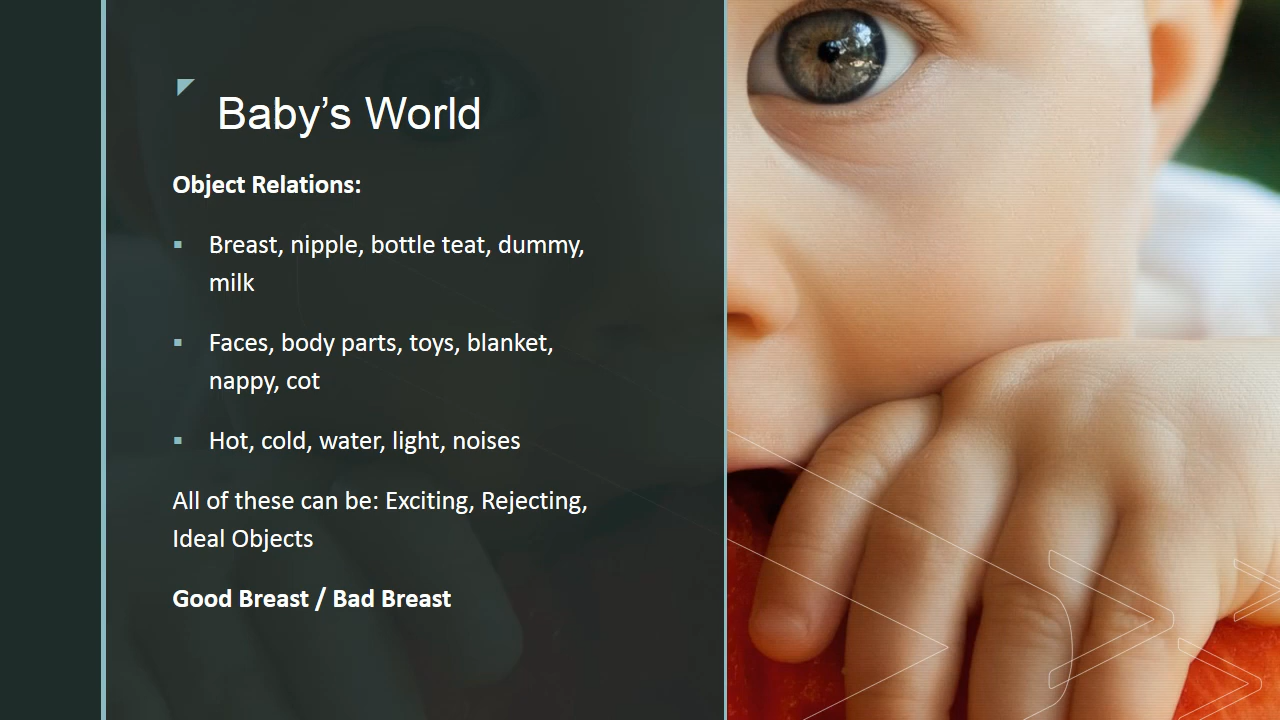 Baby’s World
Object Relations:
▪ Breast, nipple, bottle teat, dummy,
milk
▪ Faces, body parts, toys, blanket,
nappy, cot
▪ Hot, cold, water, light, noises
All of these can be: Exciting, Rejecting,
Ideal Objects
Good Breast / Bad Breast